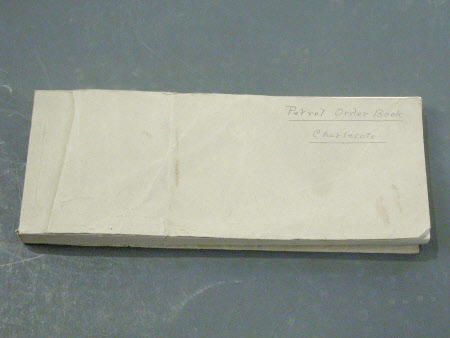 Petrol Order Book
Charlecote